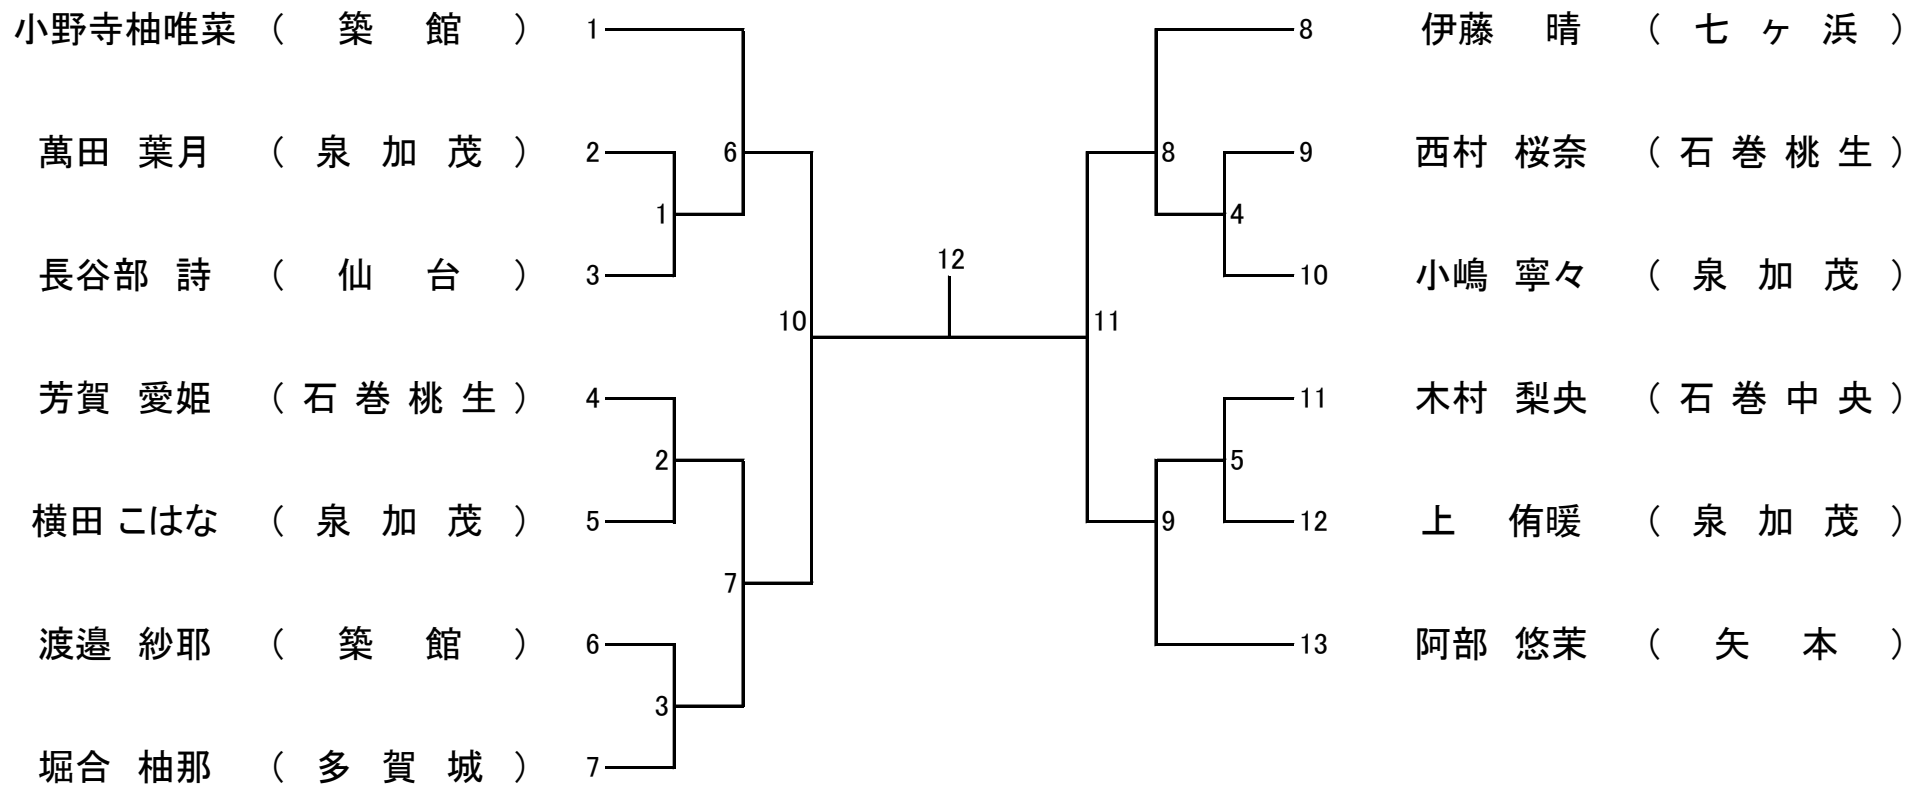 小野寺柚唯菜 （ 築 館 ） 1 8 伊藤 晴 （ 七 ヶ 浜 ）
萬田 葉月 （ 泉 加 茂 ） 2 6 8 9 西村 桜奈 （ 石 巻 桃 生 ）
1 4
長谷部 詩 （ 仙 台 ） 3 12 10 小嶋 寧々 （ 泉 加 茂 ）
10 11
芳賀 愛姫 （ 石 巻 桃 生 ） 4 11 木村 梨央 （ 石 巻 中 央 ）
2 5
横田 こはな （ 泉 加 茂 ） 5 9 12 上 侑暖 （ 泉 加 茂 ）
7
渡邉 紗耶 （ 築 館 ） 6 13 阿部 悠茉 （ 矢 本 ）
3
堀合 柚那 （ 多 賀 城 ） 7